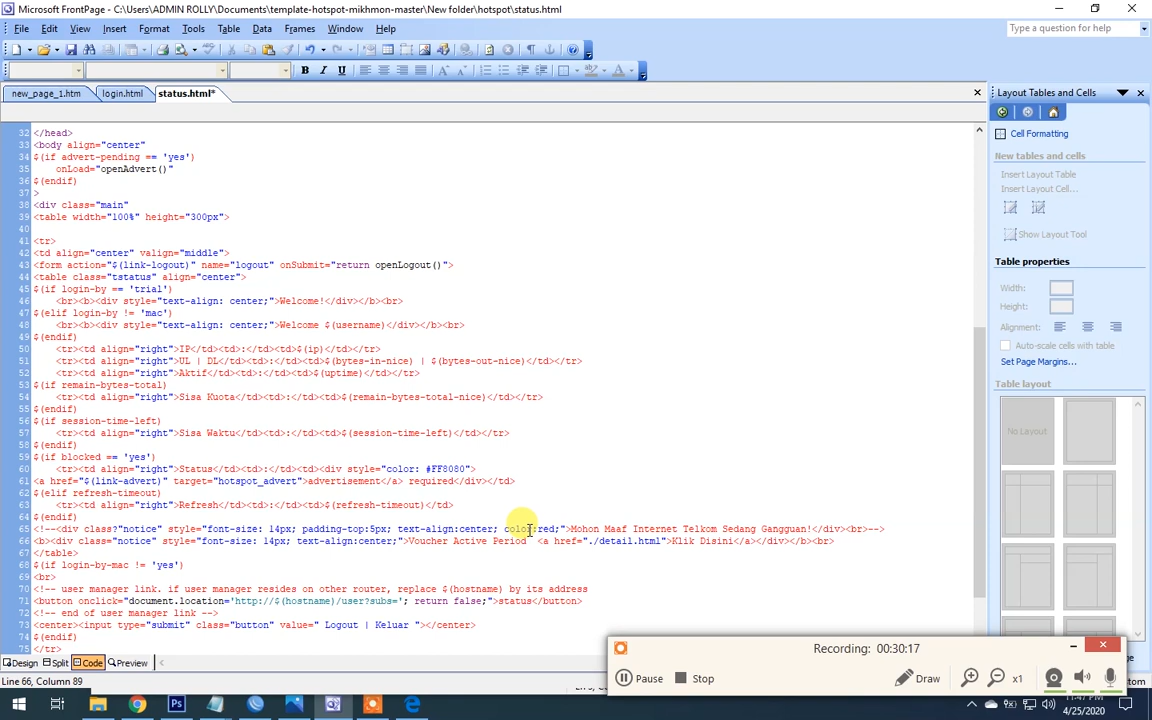 Microsoft FrontPage - C:\Users\ADMIN ROLLY\Documents\template-hotspot-mikhmon-master\New folder\hotspot\status.html
File Edit View Insert Format Tools Table Data Frames Window Help
Type a question for help
B I U
new_page_1.htm login.html status.html*
Layout Tables and Cells
Cell Formatting
New tables and cells
Insert Layout Table
Insert Layout Cell...
Show Layout Tool
Table properties
Width:
Height:
Alignment:
Auto-scale cells with table
Set Page Margins...
Table layout
No Layout
32 </head>
33 <body align="center"
34 $(if advert-pending == 'yes')
35 onLoad="openAdvert()"
36 $(endif)
37 >
38 <div class="main"
39 <table width="100%" height="300px">
40
41 <tr>
42 <td align="center" valign="middle">
43 <form action="$(link-logout)" name="logout" onSubmit="return openLogout()">
44 <table class="tstatus" align="center">
45 $(if login-by == 'trial')
46 <br><b><div style="text-align: center;">Welcome!</div></b><br>
47 $(elif login-by != 'mac')
48 <br><b><div style="text-align: center;">Welcome $(username)</div></b><br>
49 $(endif)
50 <tr><td align="right">IP</td><td>:</td><td>$(ip)</td></tr>
51 <tr><td align="right">UL | DL</td><td>:</td><td>$(bytes-in-nice) | $(bytes-out-nice)</td></tr>
52 <tr><td align="right">Aktif</td><td>:</td><td>$(uptime)</td></tr>
53 $(if remain-bytes-total)
54 <tr><td align="right">Sisa Kuota</td><td>:</td><td>$(remain-bytes-total-nice)</td></tr>
55 $(endif)
56 $(if session-time-left)
57 <tr><td align="right">Sisa Waktu</td><td>:</td><td>$(session-time-left)</td></tr>
58 $(endif)
59 $(if blocked == 'yes')
60 <tr><td align="right">Status</td><td>:</td><td><div style="color: #FF8080">
61 <a href="$(link-advert)" target="hotspot_advert">advertisement</a> required</div></td>
62 $(elif refresh-timeout)
63 <tr><td align="right">Refresh</td><td>:</td><td>$(refresh-timeout)</td>
64 $(endif)
65 <!--<div class?"notice" style="font-size: 14px; padding-top:5px; text-align:center; color:red;">Mohon Maaf Internet Telkom Sedang Gangguan!</div><br>-->
66 <b><div class="notice" style="font-size: 14px; text-align:center;">Voucher Active Period <a href="./detail.html">Klik Disini</a></div></b><br>
67 </table>
68 $(if login-by-mac != 'yes')
69 <br>
70 <!-- user manager link. if user manager resides on other router, replace $(hostname) by its address
71 <button onclick="document.location='http://$(hostname)/user?subs='; return false;">status</button>
72 <!-- end of user manager link -->
73 <center><input type="submit" class="button" value=" Logout | Keluar "></center>
74 $(endif)
75 </tr>
Design Split Code Preview
Line 66, Column 89
Recording: 00:30:17
Pause Stop Draw x1
4/25/2020